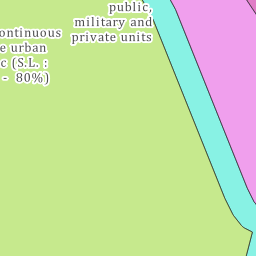 public,
military and
private units
ontinuous
e urban
c (S.L. :
- 80%)